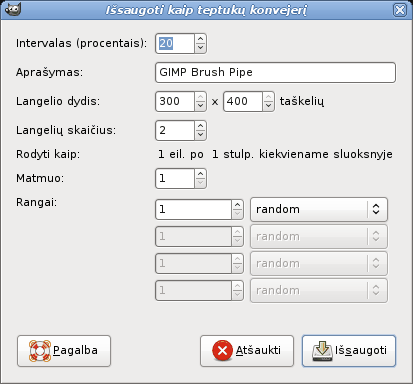 Išsaugoti kaip teptukų konvejerį
Intervalas (procentais): 20
Aprašymas: GIMP Brush Pipe
Langelio dydis: 300 x 400 taškelių
Langelių skaičius: 2
Rodyti kaip: 1 eil. po 1 stulp. kiekviename sluoksnyje
Matmuo: 1
Rangai: 1 random
1 random
1 random
1 random
Pagalba Atšaukti Išsaugoti